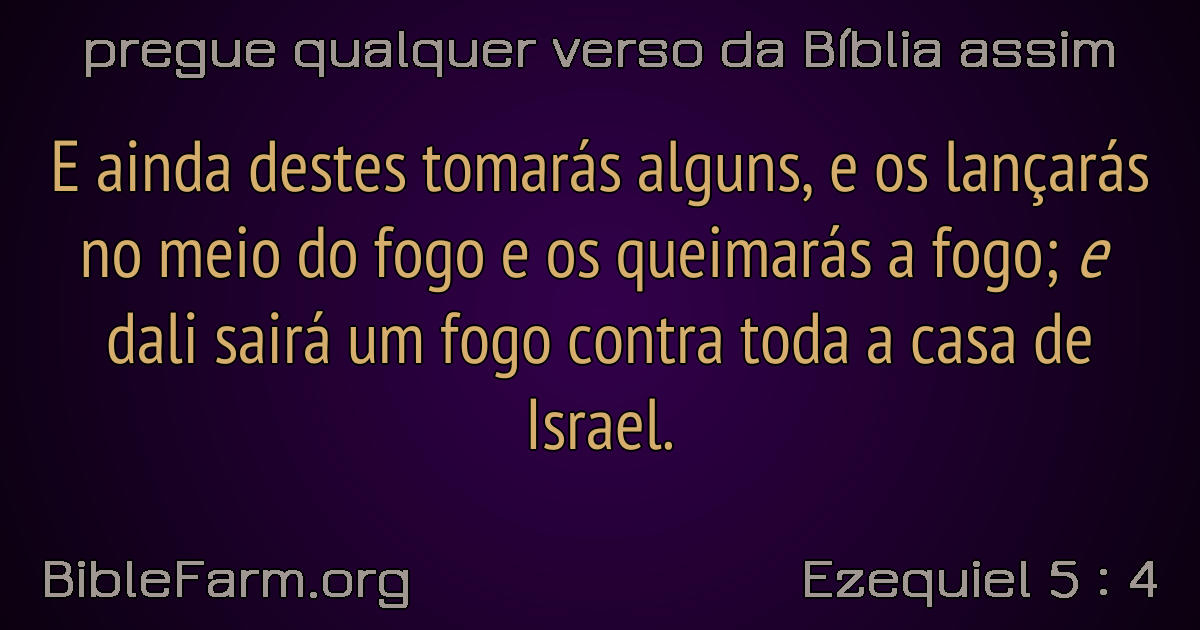 pregue qualquer verso da Bíblia assim
E ainda destes tomarás alguns, e os lançarás
no meio do fogo e os queimarás a fogo; e
dali sairá um fogo contra toda a casa de
Israel.
BibleFarm.org
Ezequiel 5 : 4